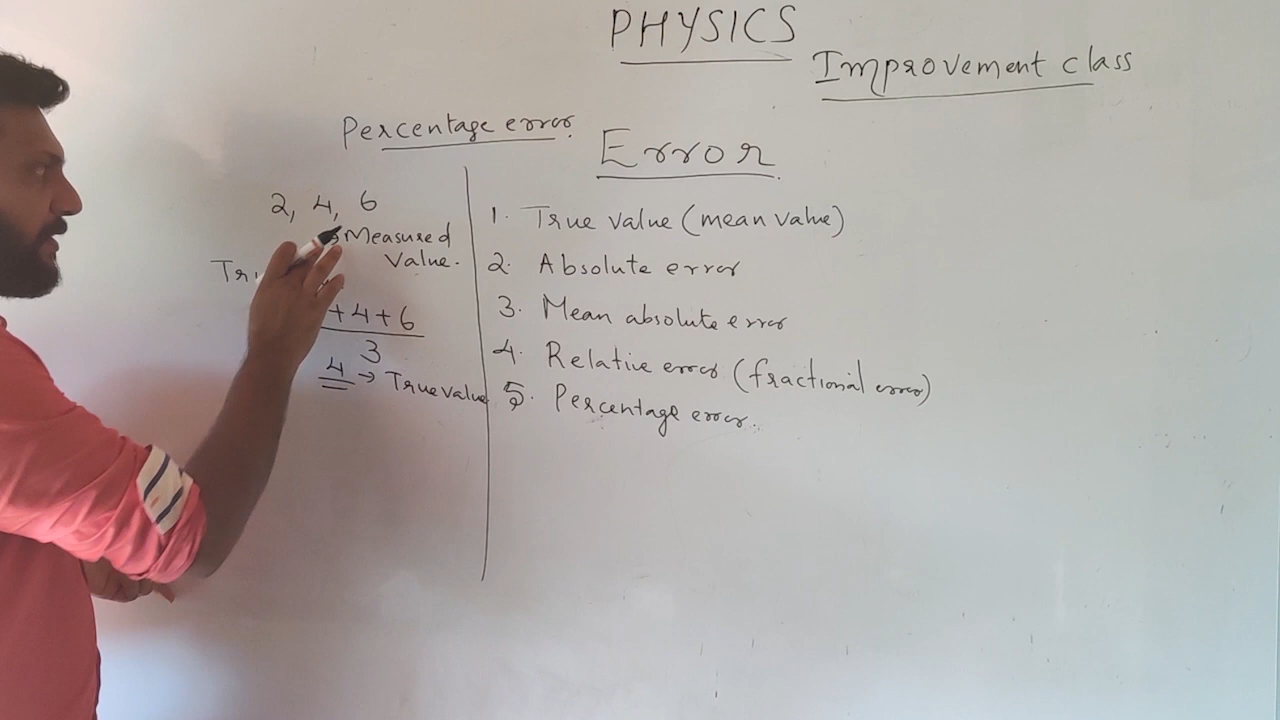 PHYSICS
Improvement class
Percentage error
Error
2, 4, 6
Measured
Value.
+4+6
3
4 → True value
1. True value (mean value)
2. Absolute error
3. Mean absolute error
4. Relative error (fractional error)
5. Percentage error.